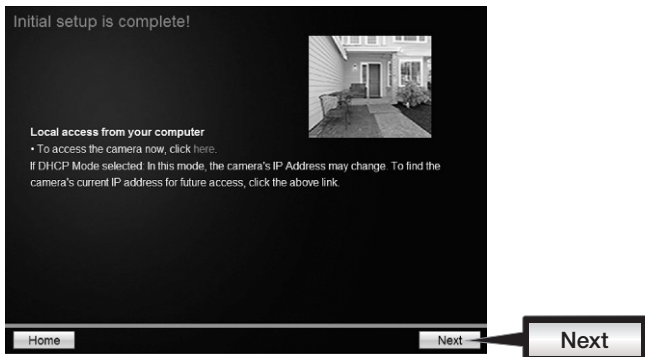 Initial setup is complete!
Local access from your computer
• To access the camera now, click here.
If DHCP Mode selected: In this mode, the camera's IP Address may change. To find the
camera's current IP address for future access, click the above link.
Home
Next
Next